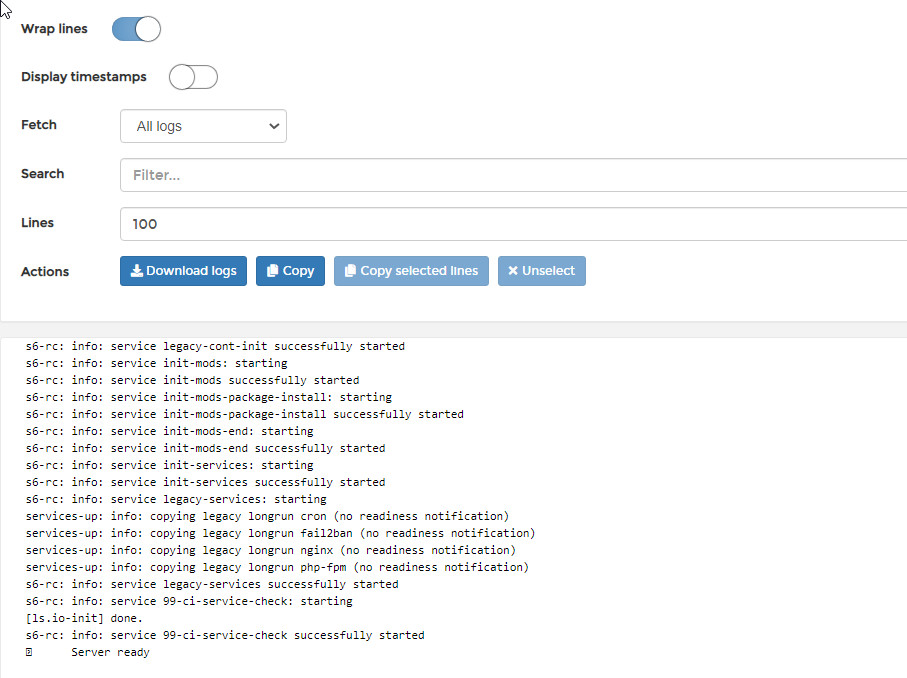 Wrap lines
Display timestamps
Fetch All logs
Search Filter...
Lines 100
Actions Download logs Copy Copy selected lines Unselect
s6-rc: info: service legacy-cont-init successfully started
s6-rc: info: service init-mods: starting
s6-rc: info: service init-mods successfully started
s6-rc: info: service init-mods-package-install: starting
s6-rc: info: service init-mods-package-install successfully started
s6-rc: info: service init-mods-end: starting
s6-rc: info: service init-mods-end successfully started
s6-rc: info: service init-services: starting
s6-rc: info: service init-services successfully started
s6-rc: info: service legacy-services: starting
services-up: info: copying legacy longrun cron (no readiness notification)
services-up: info: copying legacy longrun fail2ban (no readiness notification)
services-up: info: copying legacy longrun nginx (no readiness notification)
services-up: info: copying legacy longrun php-fpm (no readiness notification)
s6-rc: info: service legacy-services successfully started
s6-rc: info: service 99-ci-service-check: starting
[ls.io-init] done.
s6-rc: info: service 99-ci-service-check successfully started
Server ready